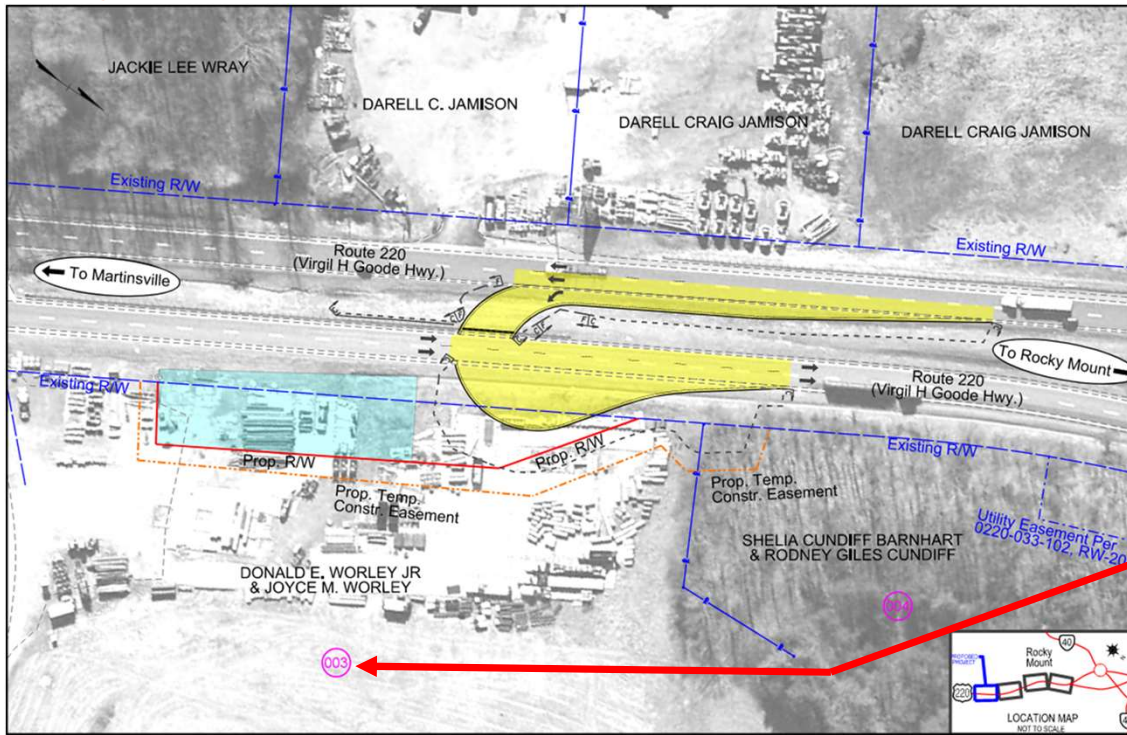 JACKIE LEE WRAY
DARELL C. JAMISON
DARELL CRAIG JAMISON
DARELL CRAIG JAMISON
Existing R/W
Existing R/W
Route 220
(Virgil H Goode Hwy.)
To Martinsville
To Rocky Mount
Route 220
(Virgil H Goode Hwy.)
Existing R/W
Existing R/W
Prop. R/W
Prop. R/W
Prop. Temp.
Constr. Easement
Prop. Temp.
Constr. Easement
Utility Easement Per
0220-033-102, RW-20
SHELIA CUNDIFF BARNHART
& RODNEY GILES CUNDIFF
DONALD E. WORLEY JR
& JOYCE M. WORLEY
004
003
40
Rocky
Mount
PROJECT
220
LOCATION MAP
NOT TO SCALE